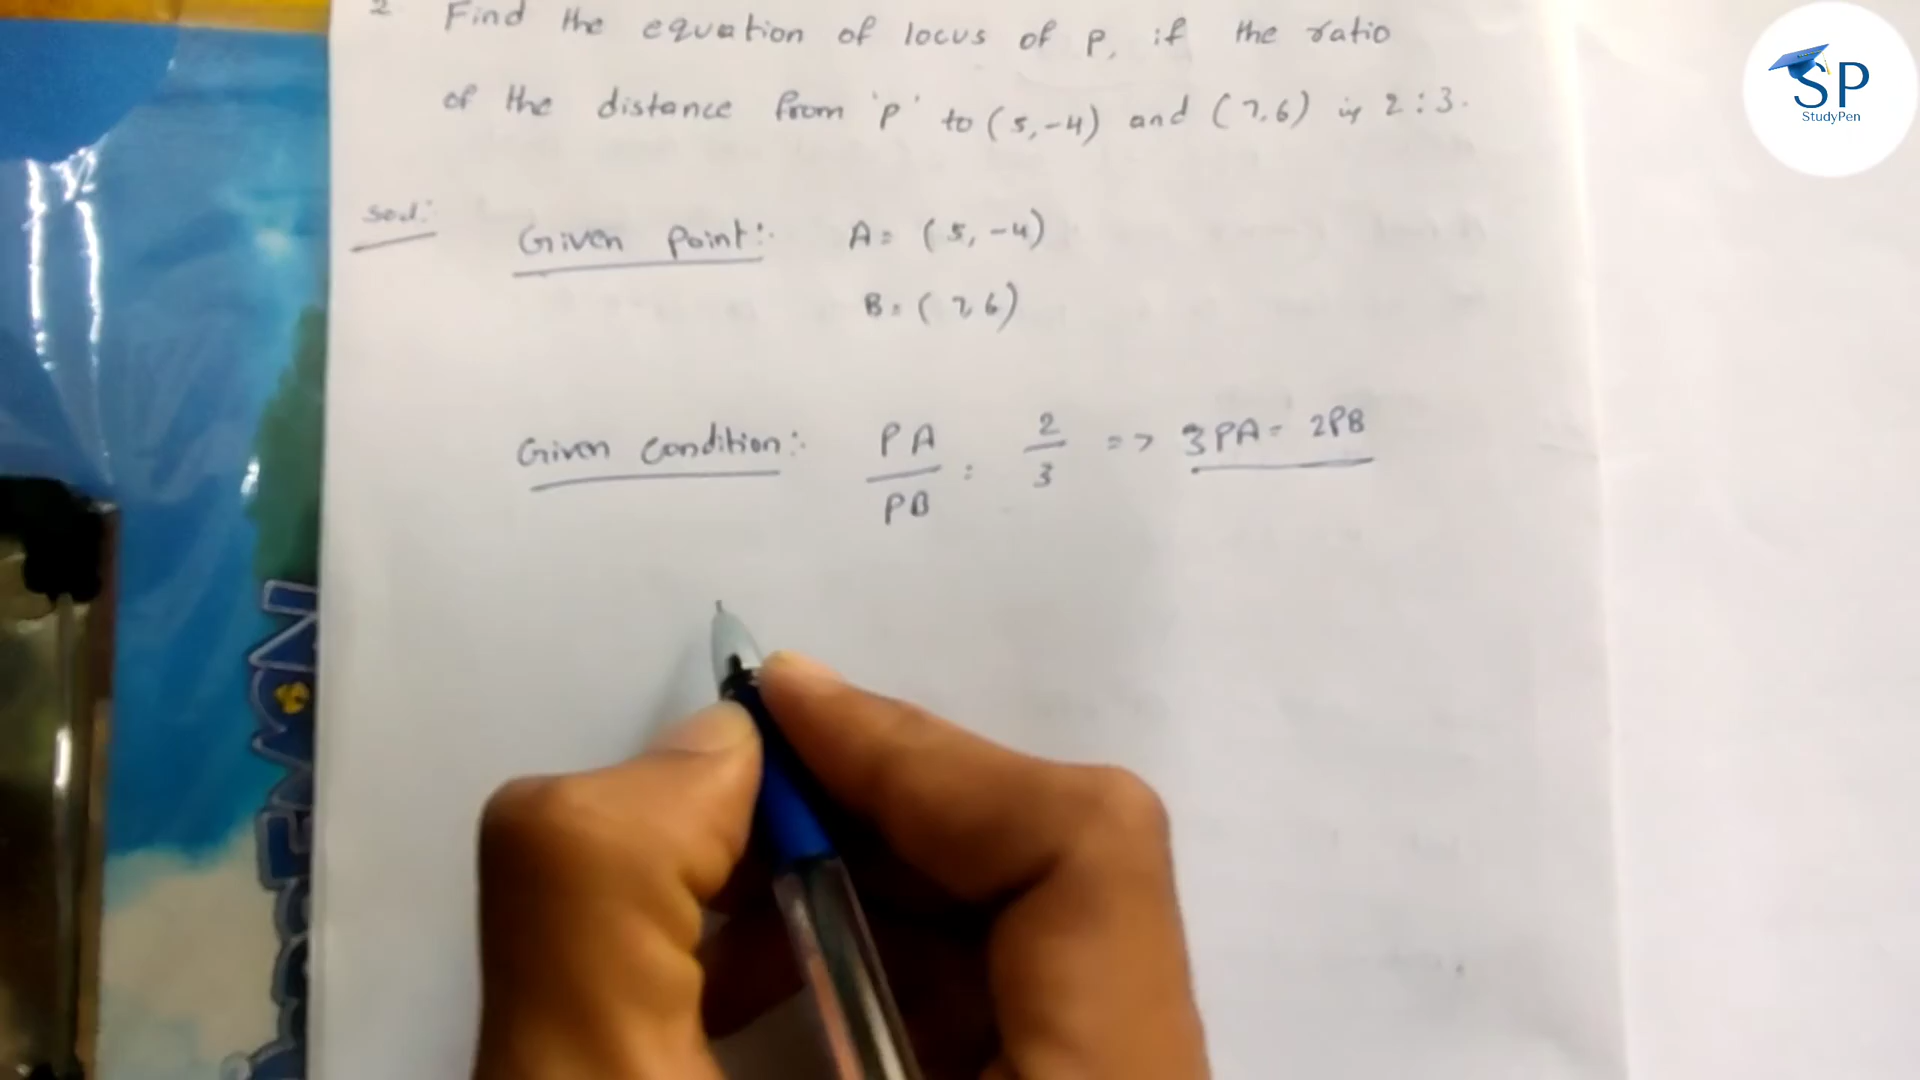 2 Find the equation of locus of P, if the ratio
of the distance from 'p' to (5,-4) and (7,6) is 2:3.
Sol:
Given Point:- A= (5, -4)
B= (7,6)
Given Condition:- PA/PB = 2/3 => 3PA= 2PB
SP
StudyPen